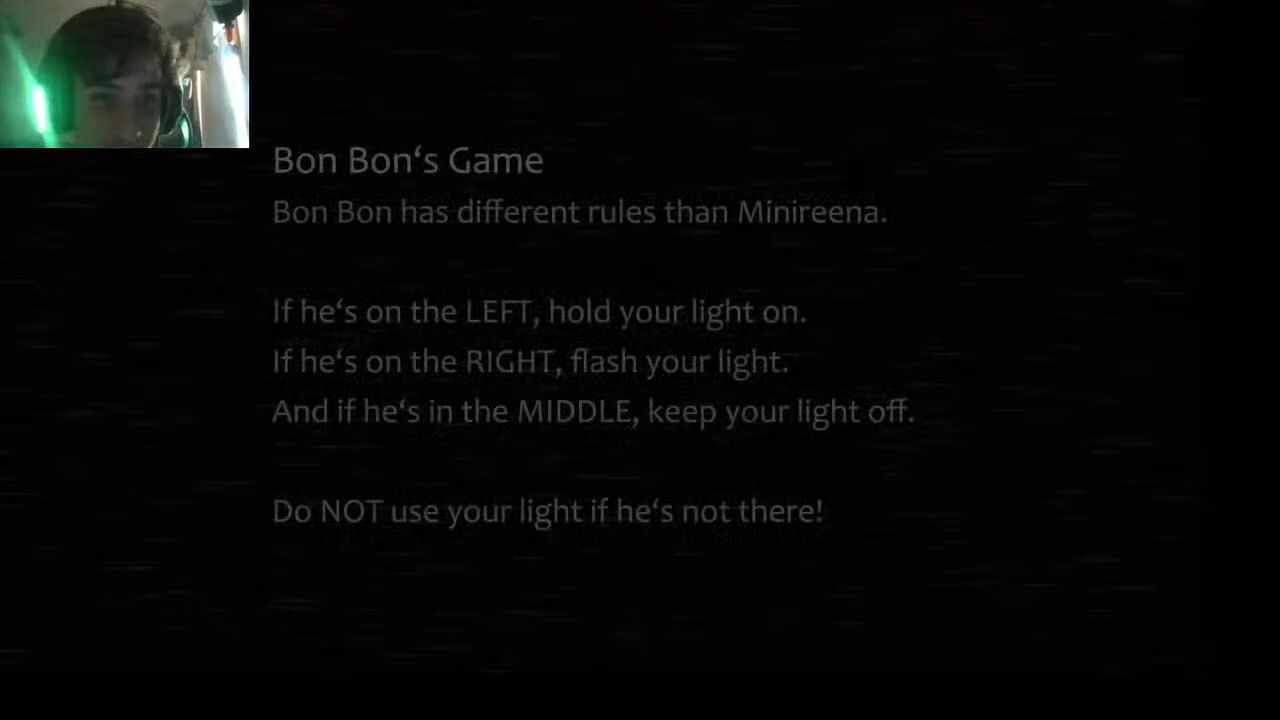 Bon Bon‘s Game
Bon Bon has different rules than Minireena.
If he‘s on the LEFT, hold your light on.
If he‘s on the RIGHT, flash your light.
And if he‘s in the MIDDLE, keep your light off.
Do NOT use your light if he‘s not there!